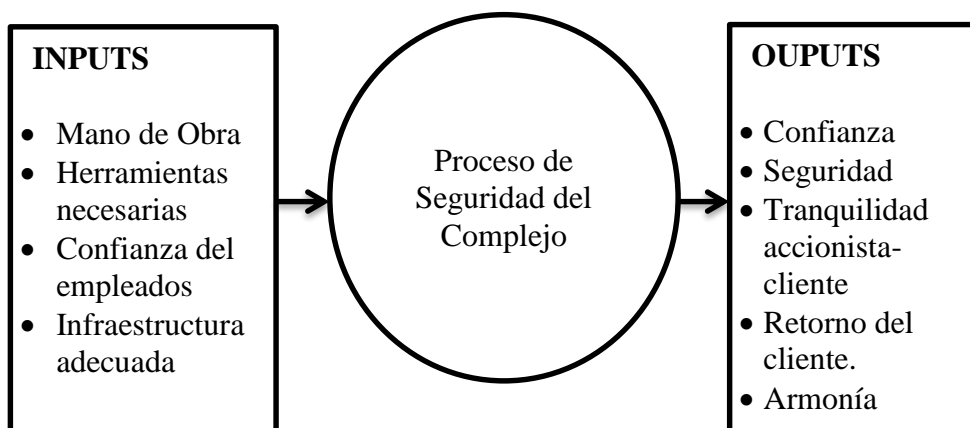 INPUTS
• Mano de Obra
• Herramientas
necesarias
• Confianza del
empleados
• Infraestructura
adecuada
Proceso de
Seguridad del
Complejo
OUPUTS
• Confianza
• Seguridad
• Tranquilidad
accionista-
cliente
• Retorno del
cliente.
• Armonía